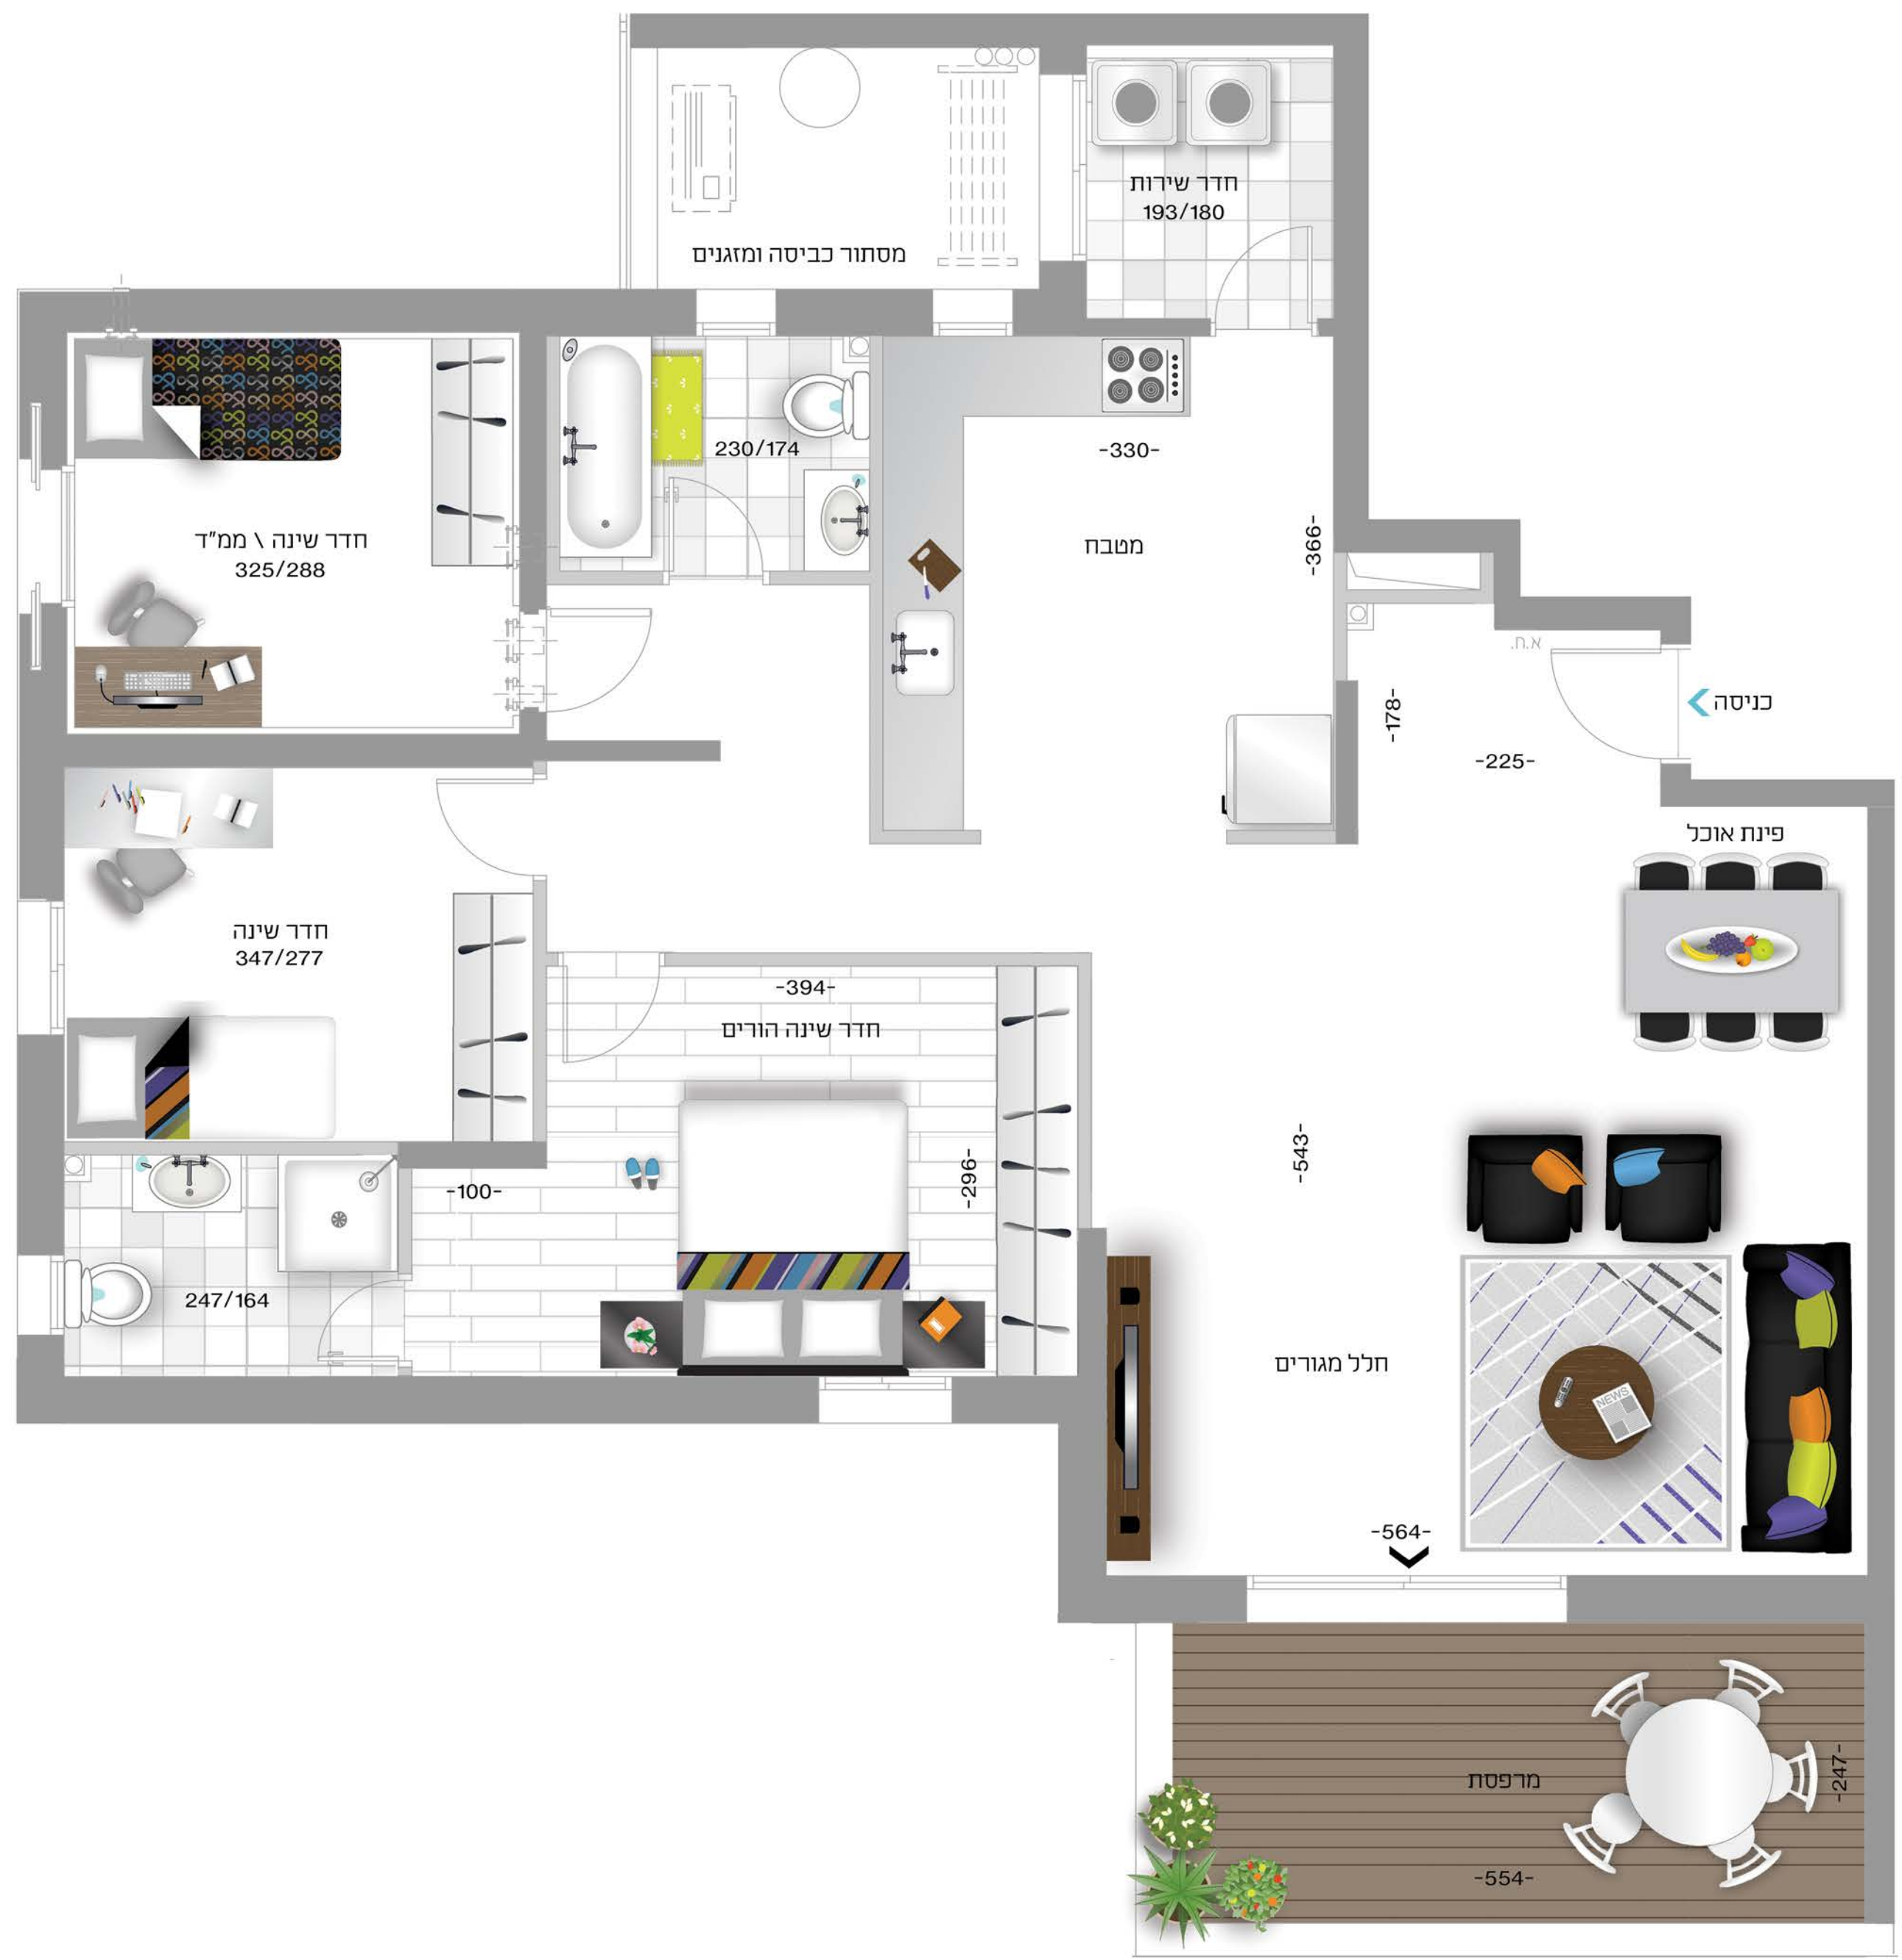 חדר שירות
193/180
מסתור כביסה ומזגנים
230/174
-330-
מטבח
-366-
חדר שינה \ ממ"ד
325/288
א.ח.
כניסה
-178-
-225-
פינת אוכל
חדר שינה
347/277
-394-
חדר שינה הורים
-296-
-100-
-543-
247/164
חלל מגורים
NEWS
-564-
מרפסת
-247-
-554-